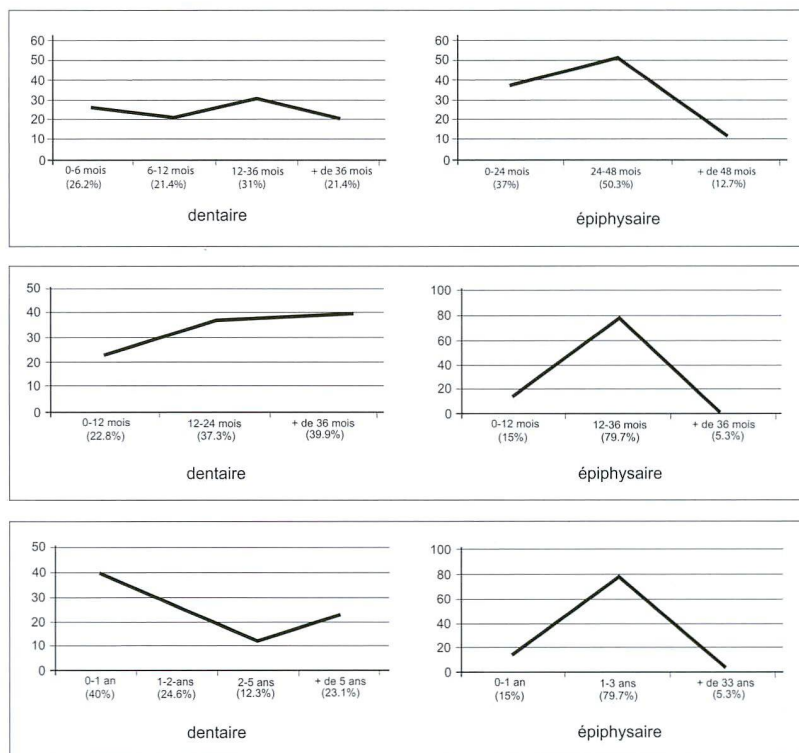 60
50
40
30
20
10
0
0-6 mois 6-12 mois 12-36 mois + de 36 mois
(26.2%) (21.4%) (31%) (21.4%)
dentaire
60
50
40
30
20
10
0
0-24 mois 24-48 mois + de 48 mois
(37%) (50.3%) (12.7%)
épiphysaire
50
40
30
20
10
0
0-12 mois 12-24 mois + de 36 mois
(22.8%) (37.3%) (39.9%)
dentaire
100
80
60
40
20
0
0-12 mois 12-36 mois + de 36 mois
(15%) (79.7%) (5.3%)
épiphysaire
50
40
30
20
10
0
0-1 an 1-2-ans 2-5 ans + de 5 ans
(40%) (24.6%) (12.3%) (23.1%)
dentaire
100
80
60
40
20
0
0-1 an 1-3 ans + de 33 ans
(15%) (79.7%) (5.3%)
épiphysaire